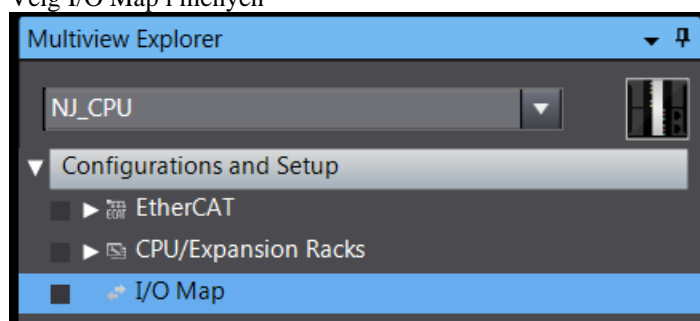 Velg I/O Map i menyen
Multiview Explorer
NJ_CPU
Configurations and Setup
EtherCAT
CPU/Expansion Racks
I/O Map